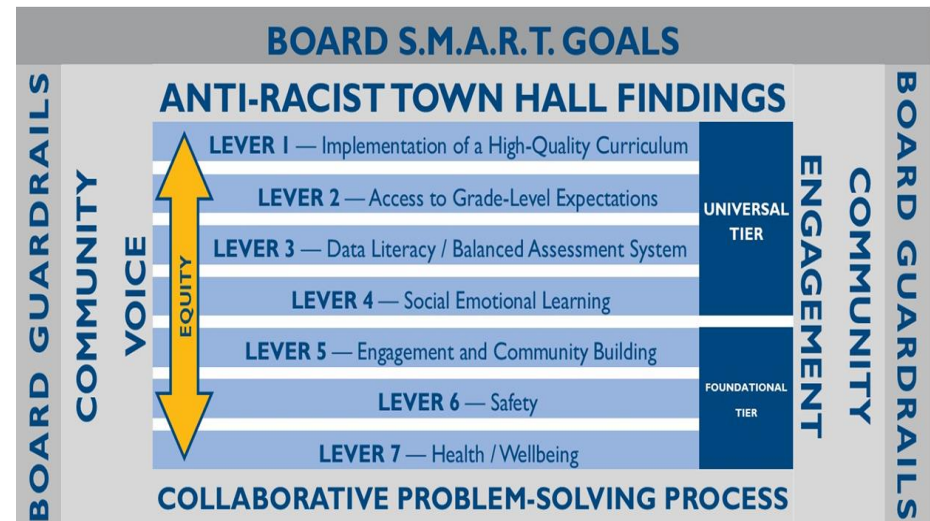 BOARD S.M.A.R.T. GOALS
BOARD GUARDRAILS
COMMUNITY
VOICE
ANTI-RACIST TOWN HALL FINDINGS
EQUITY
LEVER 1 — Implementation of a High-Quality Curriculum
LEVER 2 — Access to Grade-Level Expectations
LEVER 3 — Data Literacy / Balanced Assessment System
LEVER 4 — Social Emotional Learning
LEVER 5 — Engagement and Community Building
LEVER 6 — Safety
LEVER 7 — Health / Wellbeing
UNIVERSAL
TIER
FOUNDATIONAL
TIER
COLLABORATIVE PROBLEM-SOLVING PROCESS
COMMUNITY
ENGAGEMENT
BOARD GUARDRAILS